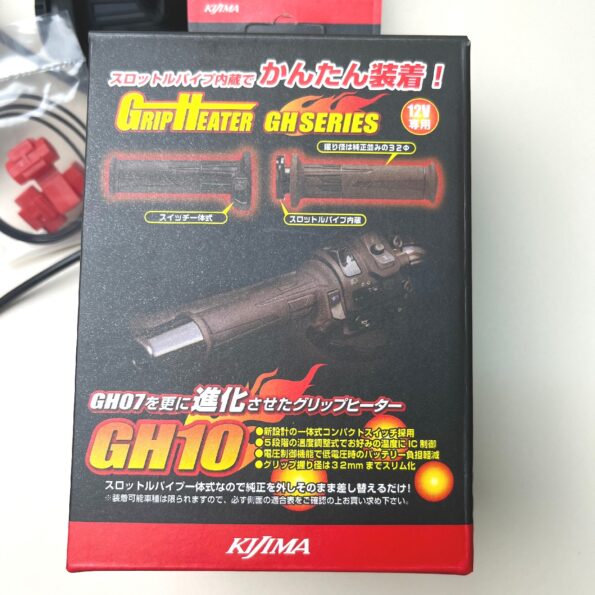 KIJIMA
スロットルパイプ内蔵で かんたん装着！
GRIP HEATER GH SERIES
12V専用
握り径は純正並みの32Φ
スイッチ一体式
スロットルパイプ内蔵
GH07を更に進化させたグリップヒーター
GH10
●新設計の一体式コンパクトスイッチ採用
●5段階の温度調整式でお好みの温度にIC制御
●電圧制御機能で低電圧時のバッテリー負担軽減
●グリップ握り径は32mmまでスリム化
スロットルパイプ一体式なので純正を外しそのまま差し替えるだけ！
※装着可能車種は限られますので、必ず側面の適合表をご確認の上お買い求め下さい。
KIJIMA